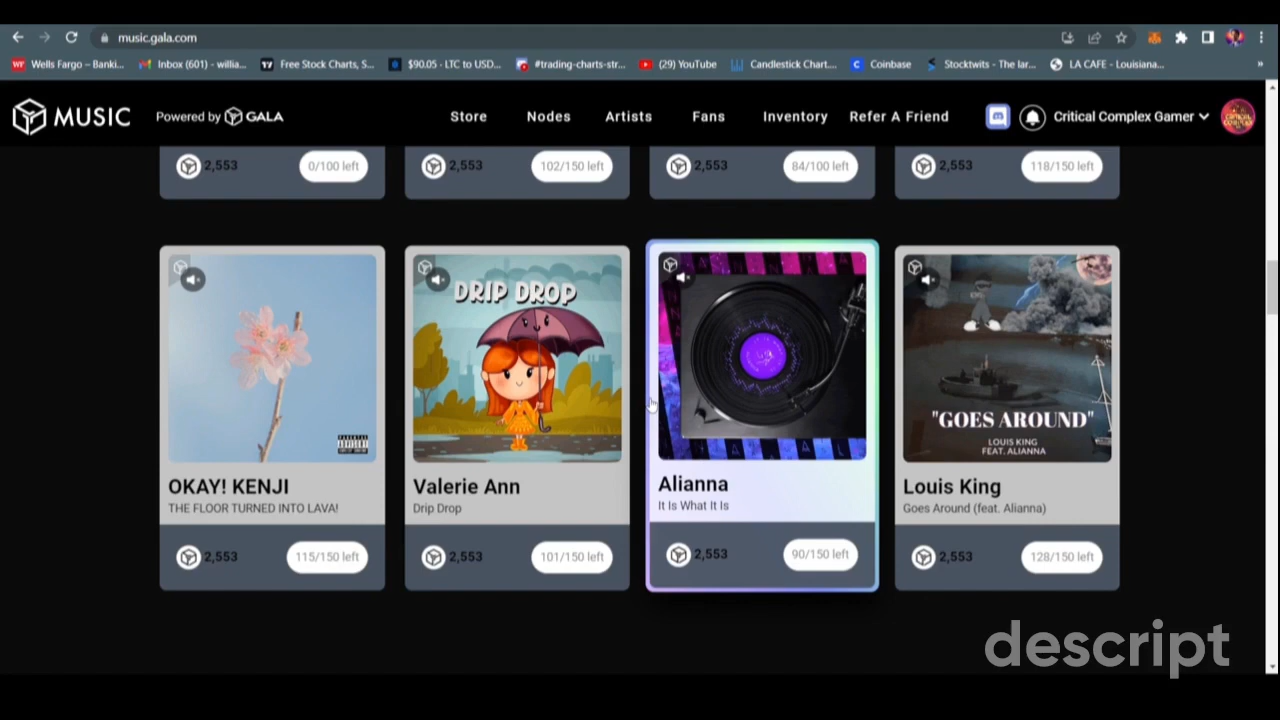 music.gala.com
Wells Fargo – Banki... Inbox (601) - willia... Free Stock Charts, S... $90.05 - LTC to USD... #trading-charts-str... (29) YouTube Candlestick Chart.... Coinbase Stocktwits - The lar... LA CAFE - Louisiana... »
MUSIC Powered by GALA Store Nodes Artists Fans Inventory Refer A Friend Critical Complex Gamer
2,553 0/100 left 2,553 102/150 left 2,553 84/100 left 2,553 118/150 left
DRIP DROP
"GOES AROUND"
LOUIS KING
FEAT. ALIANNA
PARENTAL
ADVISORY
OKAY! KENJI Valerie Ann Alianna Louis King
THE FLOOR TURNED INTO LAVA! Drip Drop It Is What It Is Goes Around (feat. Alianna)
2,553 115/150 left 2,553 101/150 left 2,553 90/150 left 2,553 128/150 left
descript